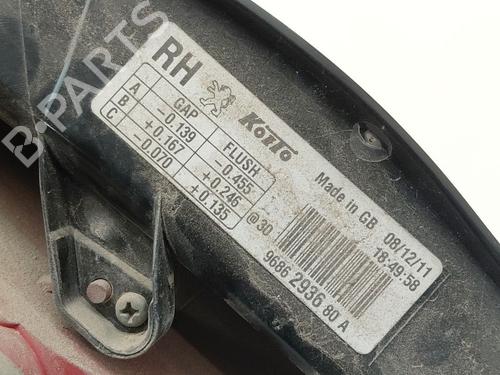 B-PARTS
RH
Konto
Made in GB
08/12/11
18:49:58
GAP FLUSH
A -0.139 -0.455
B +0.167 +0.246
C -0.070 +0.135
@30
9686 2936 80 A